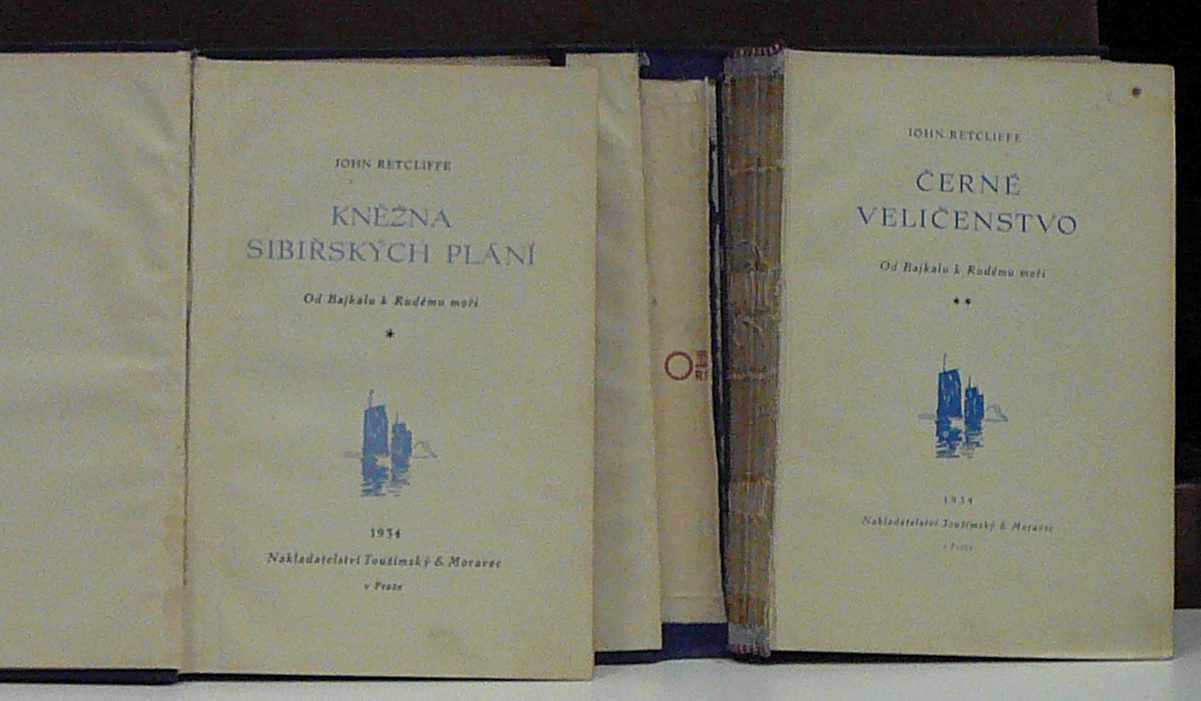 JOHN RETCLIFFE
KNĚŽNA
SIBIŘSKÝCH PLÁNÍ
Od Bajkalu k Rudému moři
*
1934
Nakladatelství Toužimský & Moravec
v Praze
JOHN RETCLIFFE
ČERNÉ
VELIČENSTVO
Od Bajkalu k Rudému moři
**
1934
Nakladatelství Toužimský & Moravec
v Praze